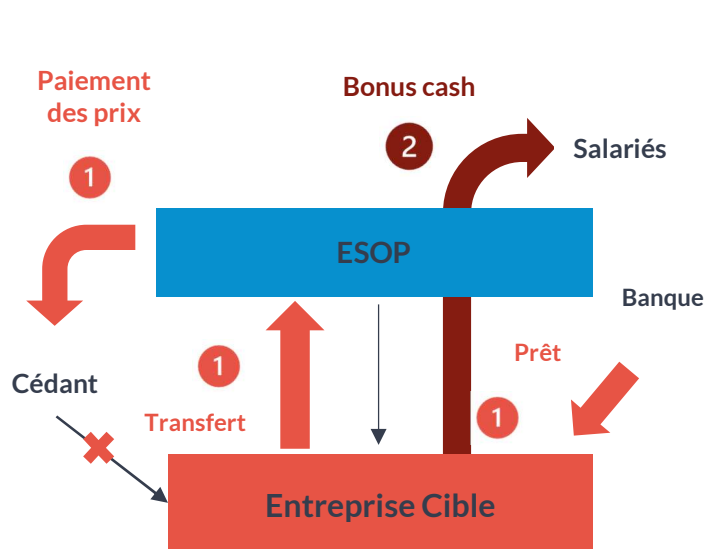 Paiement
des prix
1
Bonus cash
2
Salariés
ESOP
Banque
Prêt
1
Cédant
Transfert
1
Entreprise Cible